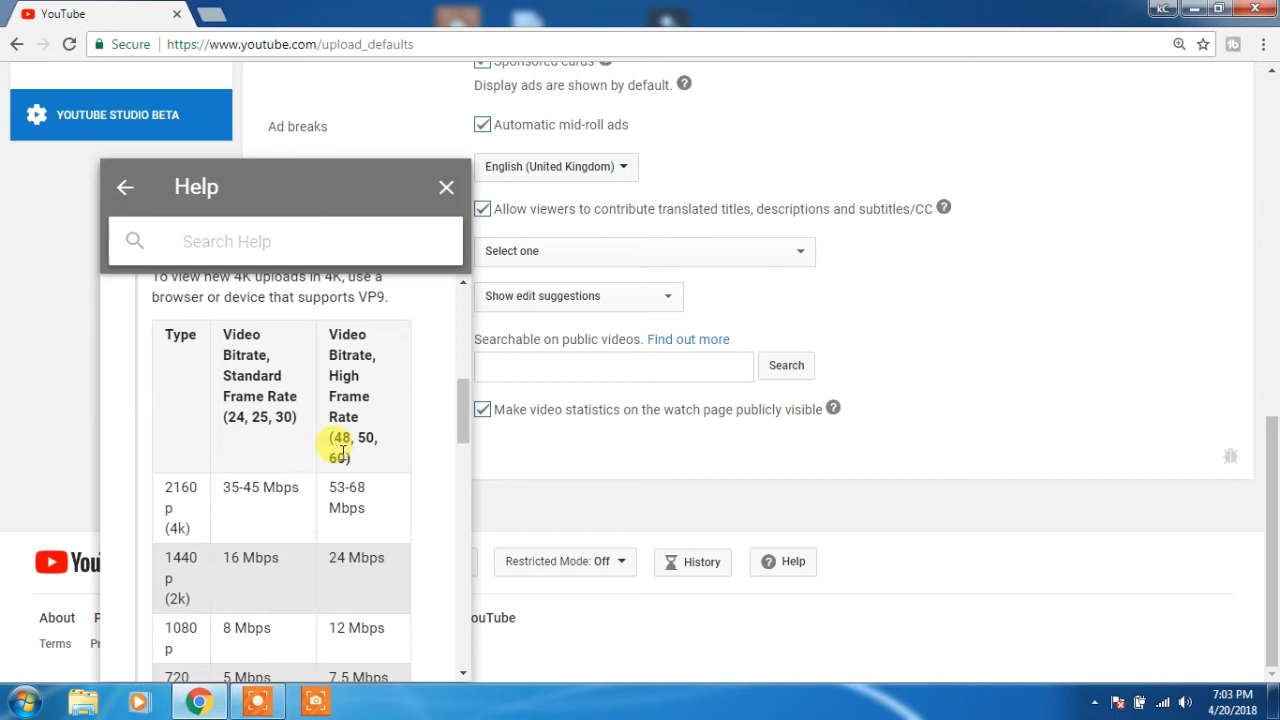 YouTube
kC
Secure
https://www.youtube.com/upload_defaults
Sponsored cards
Display ads are shown by default.
YOUTUBE STUDIO BETA
Ad breaks
Automatic mid-roll ads
English (United Kingdom)
Help
Allow viewers to contribute translated titles, descriptions and subtitles/CC
Search Help
Select one
To view new 4K uploads in 4K, use a
browser or device that supports VP9.
Show edit suggestions
Type
Video
Bitrate,
Standard
Frame Rate
(24, 25, 30)
Video
Bitrate,
High
Frame
Rate
(48, 50,
60)
Searchable on public videos. Find out more
Search
Make video statistics on the watch page publicly visible
2160
p
(4k)
35-45 Mbps
53-68
Mbps
1440
p
(2k)
16 Mbps
24 Mbps
1080
p
8 Mbps
12 Mbps
720
5 Mbps
7.5 Mbps
You
Restricted Mode: Off
History
Help
About
P
ouTube
Terms
Pr
7:03 PM
4/20/2018